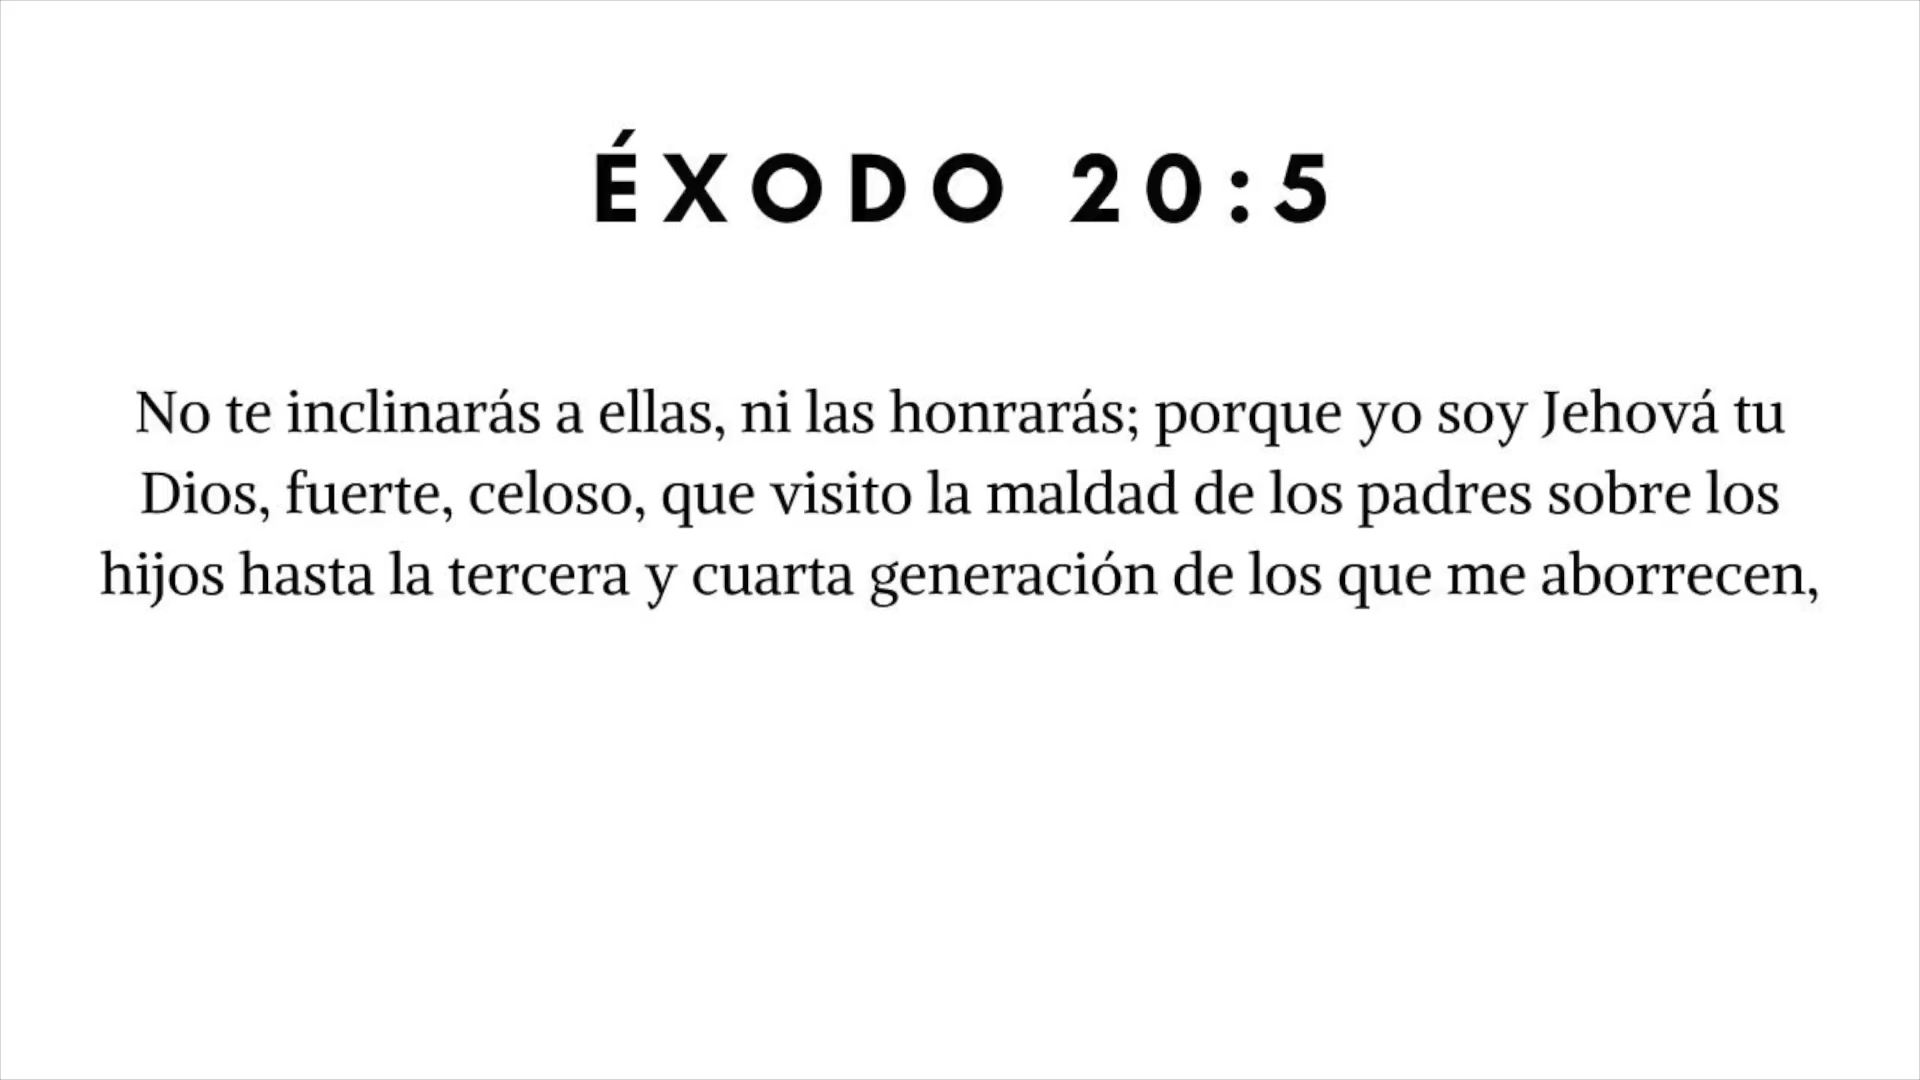 ÉXODO 20:5
No te inclinarás a ellas, ni las honrarás; porque yo soy Jehová tu
Dios, fuerte, celoso, que visito la maldad de los padres sobre los
hijos hasta la tercera y cuarta generación de los que me aborrecen,